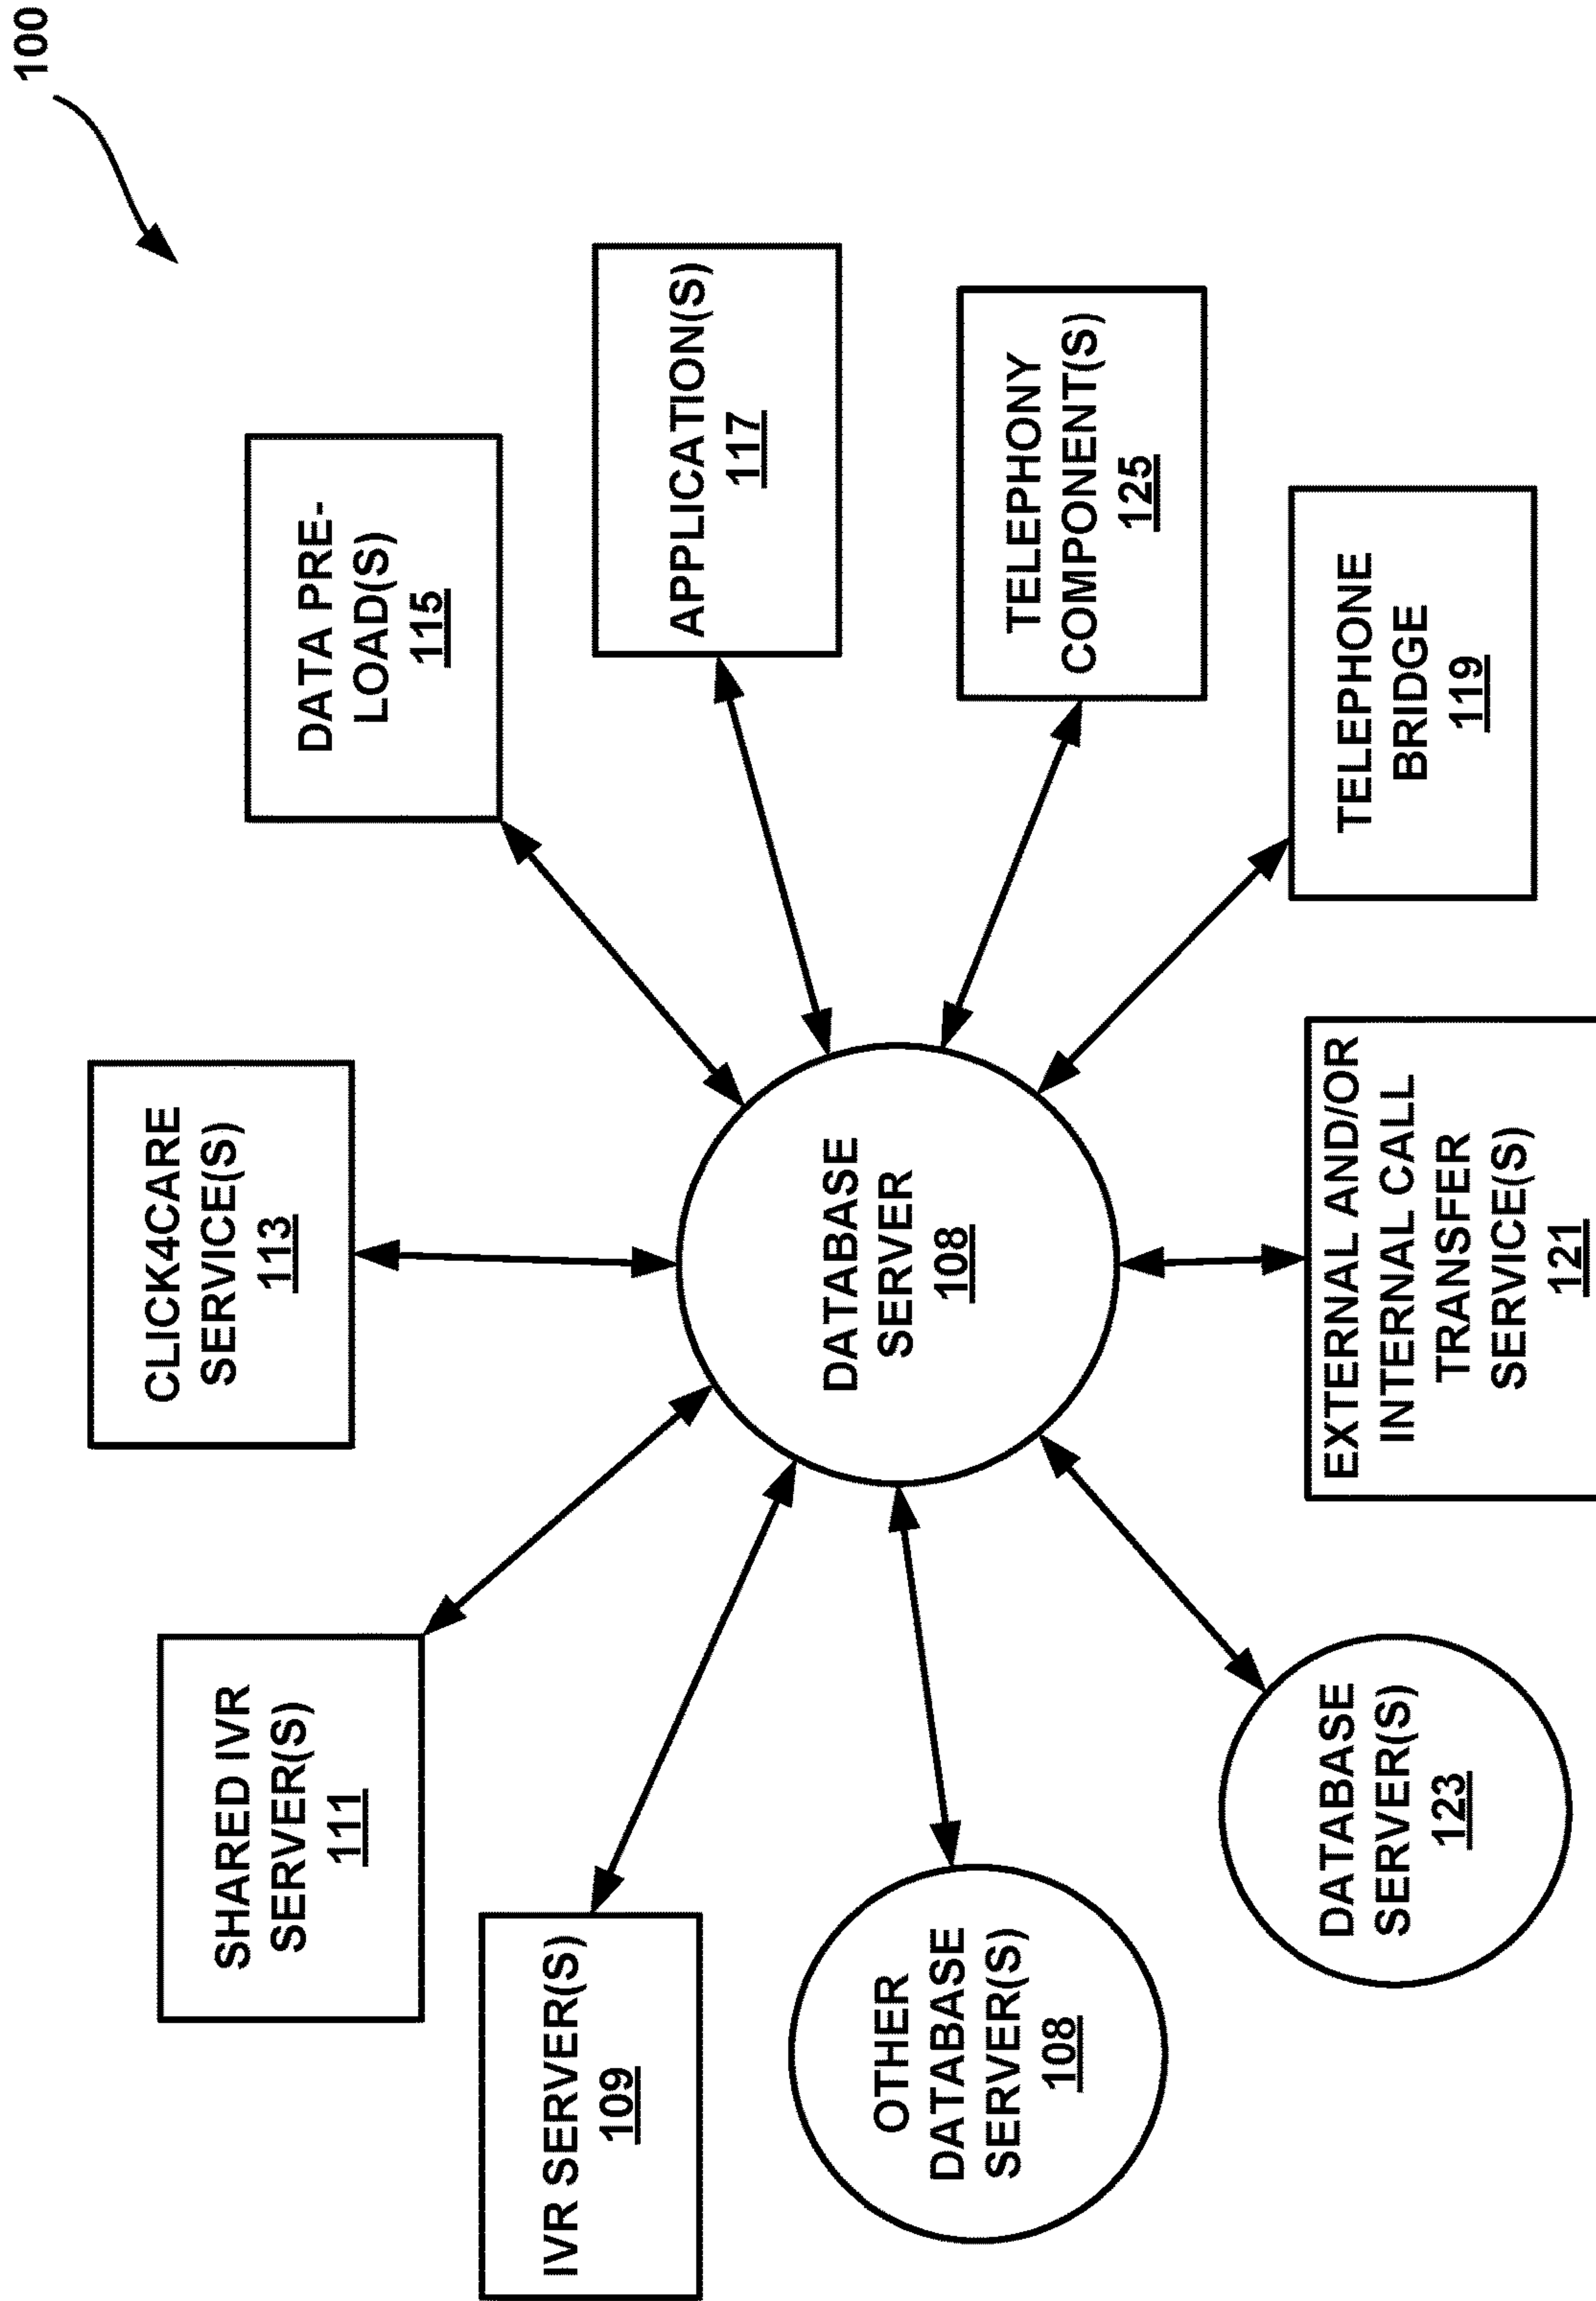 100
CLICK4CARE
SERVICE(S)
113
SHARED IVR
SERVER(S)
111
DATA PRE-
LOAD(S)
115
IVR SERVER(S)
109
APPLICATION(S)
117
DATABASE
SERVER
108
OTHER
DATABASE
SERVER(S)
108
TELEPHONY
COMPONENT(S)
125
DATABASE
SERVER(S)
123
EXTERNAL AND/OR
INTERNAL CALL
TRANSFER
SERVICE(S)
121
TELEPHONE
BRIDGE
119